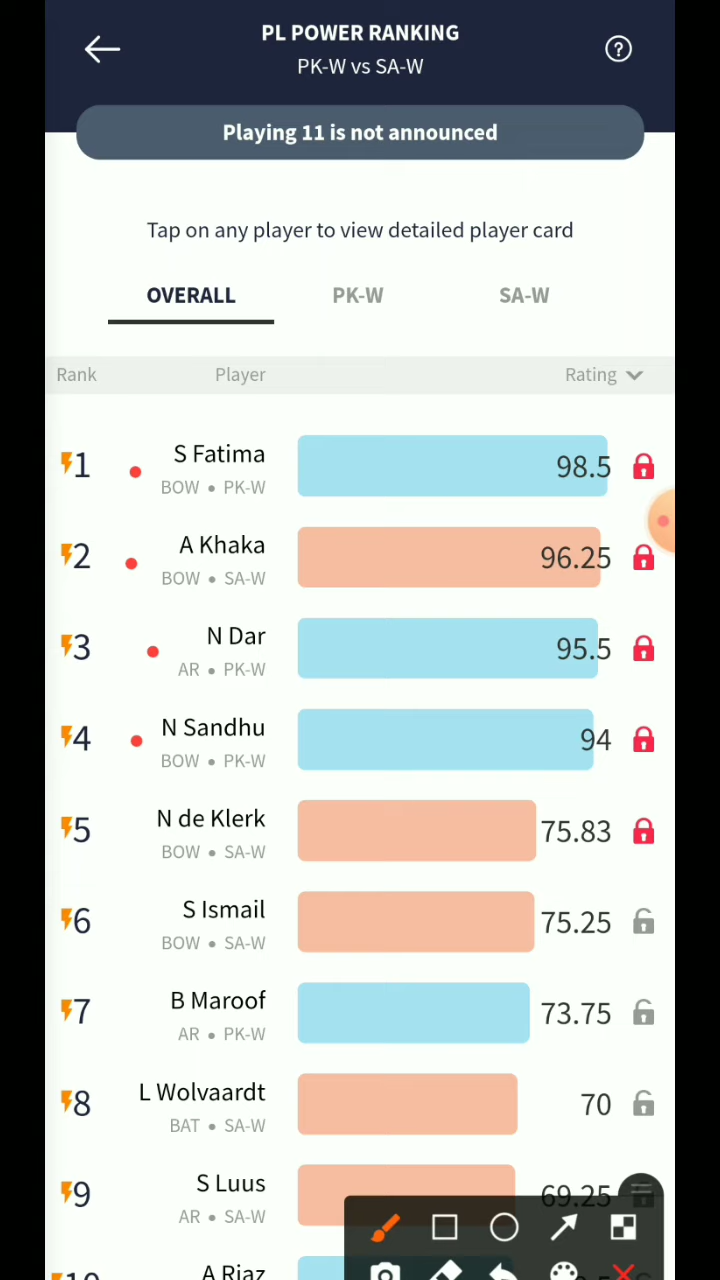 PL POWER RANKING
PK-W vs SA-W
Playing 11 is not announced
Tap on any player to view detailed player card
OVERALL PK-W SA-W
Rank Player Rating
1 S Fatima 98.5
BOW • PK-W
2 A Khaka 96.25
BOW • SA-W
3 N Dar 95.5
AR • PK-W
4 N Sandhu 94
BOW • PK-W
5 N de Klerk 75.83
BOW • SA-W
6 S Ismail 75.25
BOW • SA-W
7 B Maroof 73.75
AR • PK-W
8 L Wolvaardt 70
BAT • SA-W
9 S Luus 69.25
AR • SA-W
10 A Riaz